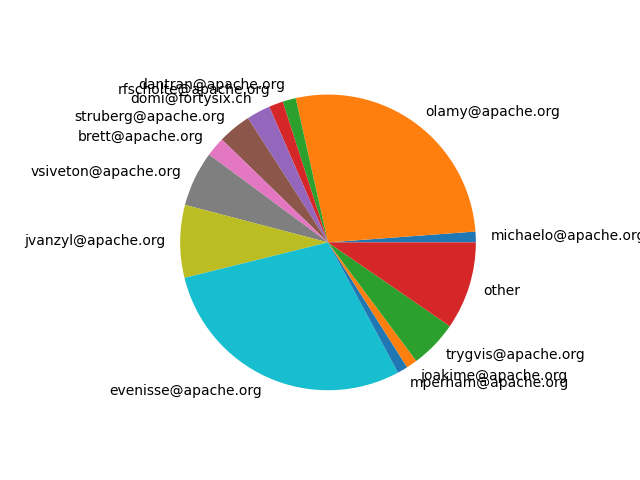 dantran@apache.org
rfscholte@apache.org
domi@fortysix.ch
struberg@apache.org
brett@apache.org
vsiveton@apache.org
jvanzyl@apache.org
evenisse@apache.org
olamy@apache.org
michaelo@apache.org
other
trygvis@apache.org
joakime@apache.org
mperham@apache.org